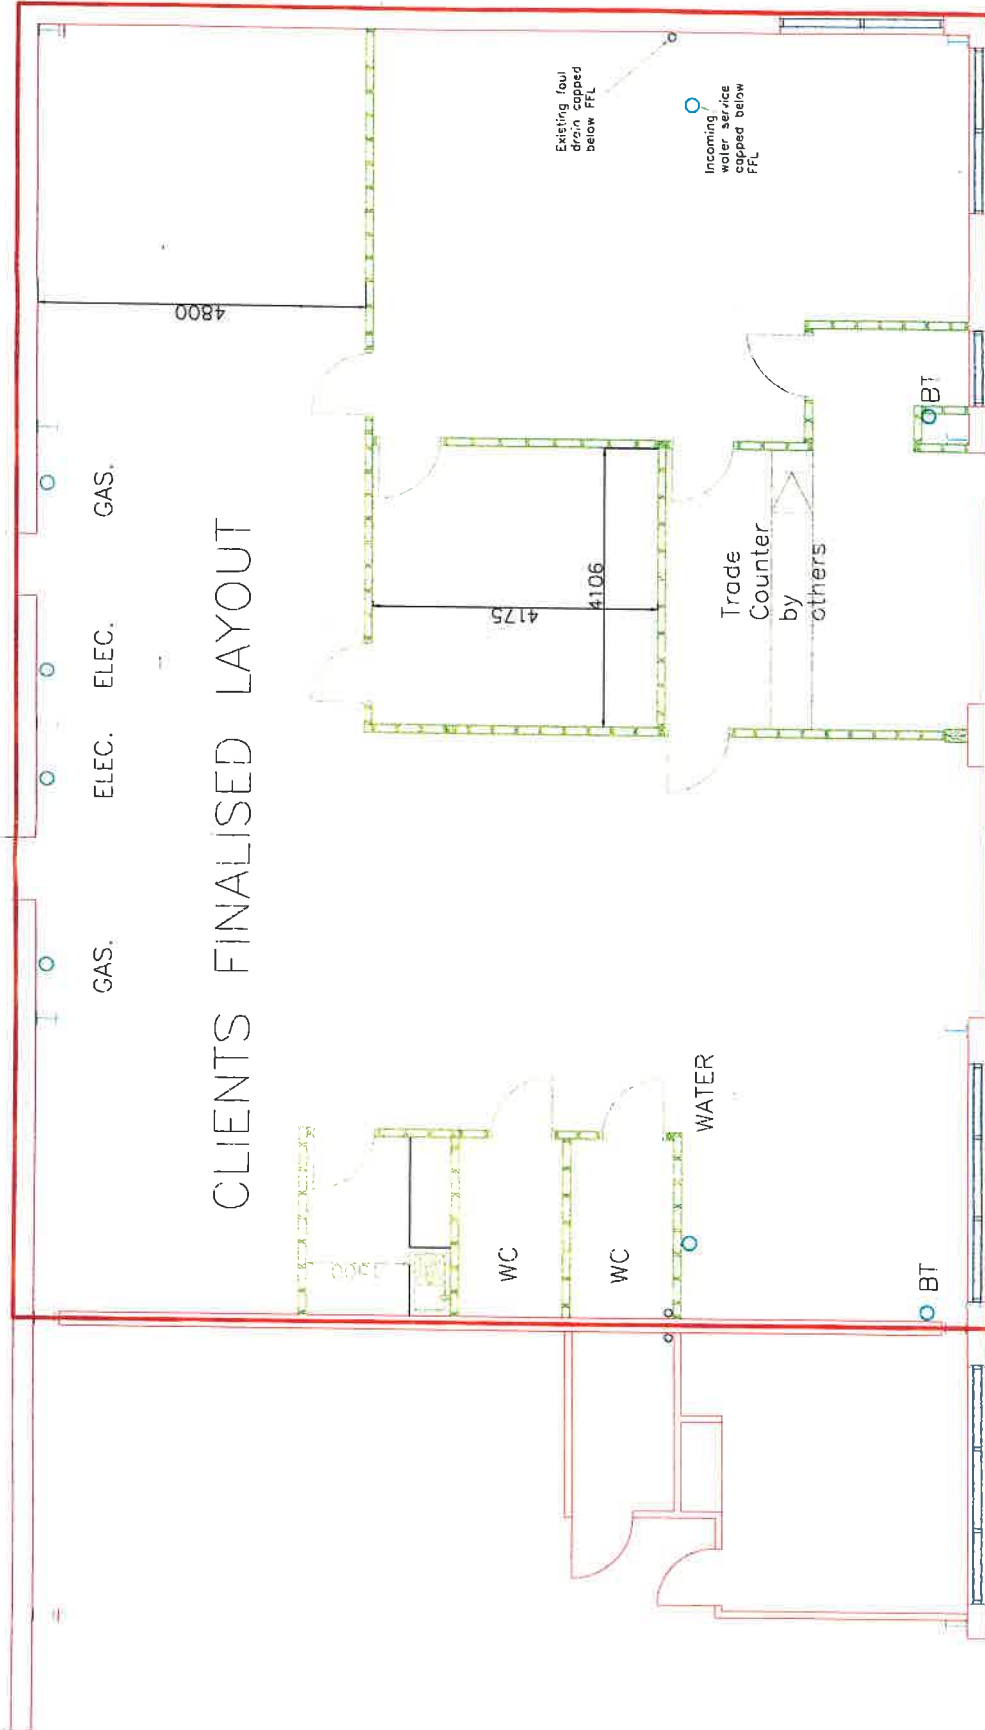 CLIENTS FINALISED LAYOUT
GAS.
ELEC.
ELEC.
GAS.
4800
4175
4106
Existing foul
drain capped
below FFL
Incoming
water service
capped below
FFL
Trade
Counter
by
others
BT
WATER
WC
WC
BT